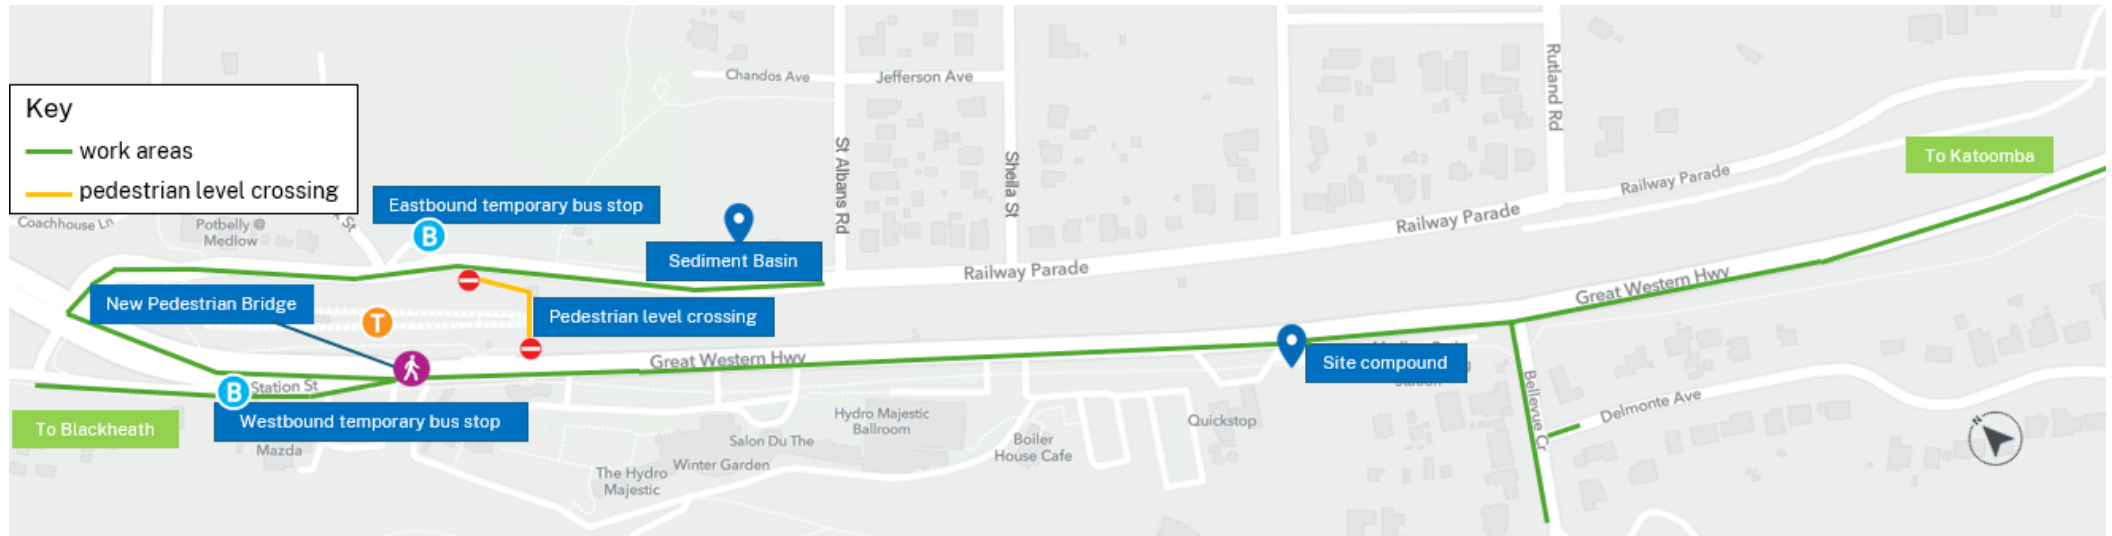 Key
work areas
pedestrian level crossing
Chandos Ave
Jefferson Ave
Rutland Rd
St Albans Rd
Sheila St
To Katoomba
Railway Parade
Coachhouse Ln
Potbelly @
Medlow
St
Eastbound temporary bus stop
B
Railway Parade
Sediment Basin
Railway Parade
Great Western Hwy
New Pedestrian Bridge
T
Pedestrian level crossing
Great Western Hwy
Site compound
Station St
B
To Blackheath
Westbound temporary bus stop
Mazda
Hydro Majestic
Ballroom
Quickstop
Bellevue Cr
Delmonte Ave
N
Salon Du The
Winter Garden
Boiler
House Cafe
The Hydro
Majestic